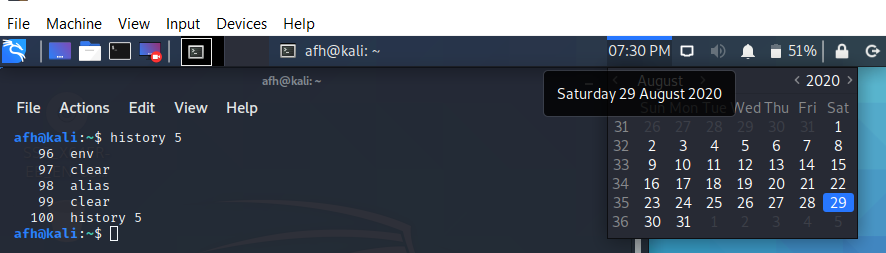 File Machine View Input Devices Help
afh@kali: ~ 07:30 PM 51%
afh@kali: ~
August 2020
Saturday 29 August 2020
File Actions Edit View Help
Sun Mon Tue Wed Thu Fri Sat
afh@kali:~$ history 5
96 env
97 clear
98 alias
99 clear
100 history 5
afh@kali:~$
31 26 27 28 29 30 31 1
32 2 3 4 5 6 7 8
33 9 10 11 12 13 14 15
34 16 17 18 19 20 21 22
35 23 24 25 26 27 28 29
36 30 31 1 2 3 4 5